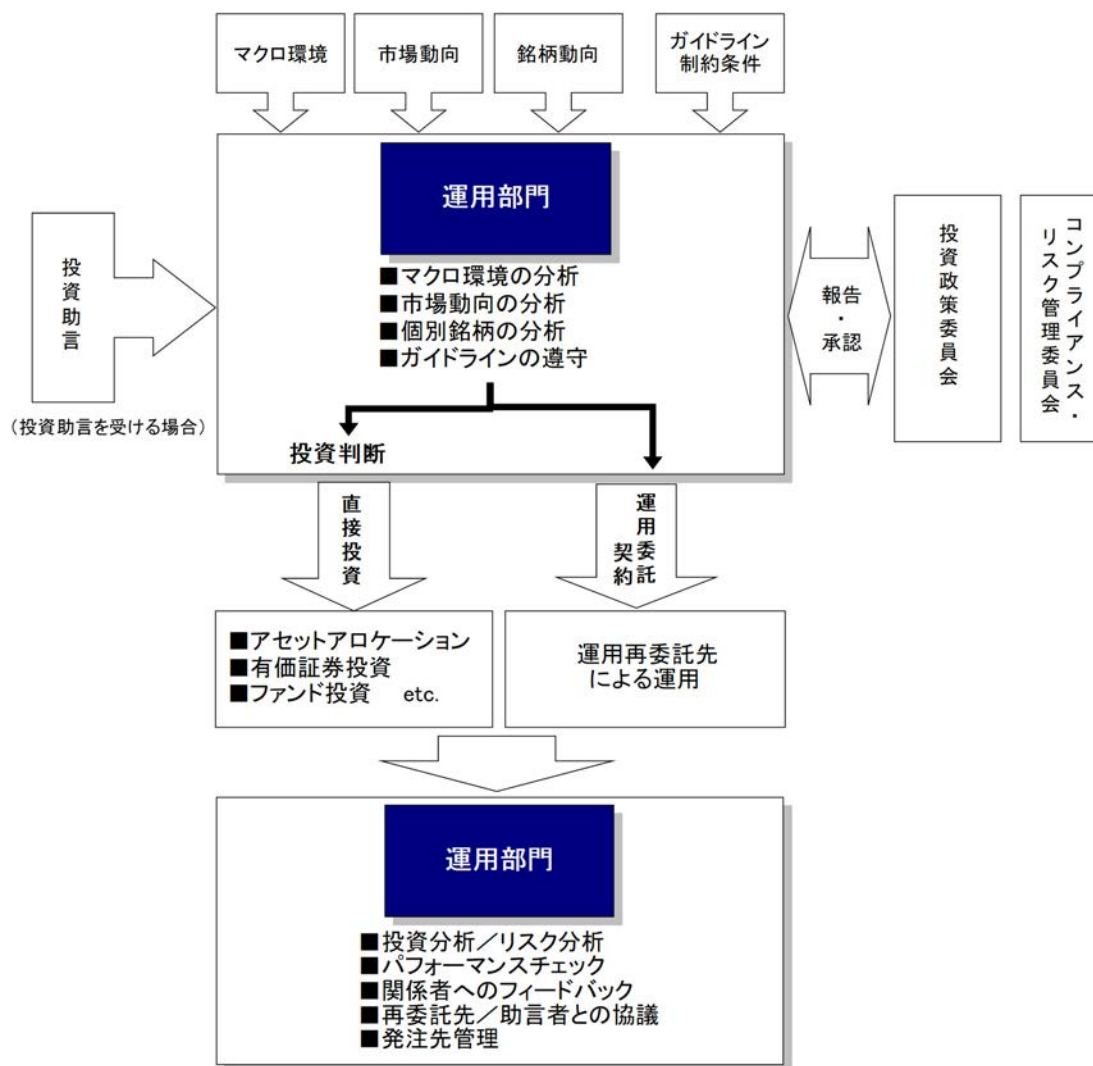 マクロ環境
市場動向
銘柄動向
ガイドライン
制約条件
運用部門
■マクロ環境の分析
■市場動向の分析
■個別銘柄の分析
■ガイドラインの遵守
投資助言
(投資助言を受ける場合)
報告
・
承認
投資政策委員会
コンプライアンス・
リスク管理委員会
投資判断
直接投資
運用委託
契約
■アセットアロケーション
■有価証券投資
■ファンド投資 etc.
運用再委託先
による運用
運用部門
■投資分析／リスク分析
■パフォーマンスチェック
■関係者へのフィードバック
■再委託先／助言者との協議
■発注先管理